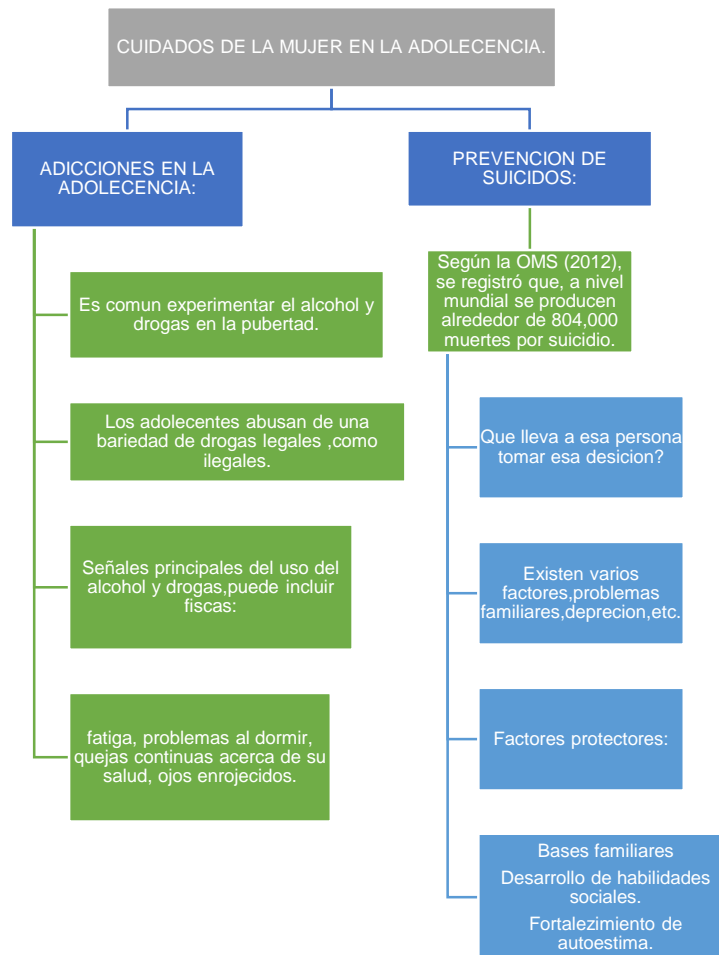 CUIDADOS DE LA MUJER EN LA ADOLECENCIA.
ADICCIONES EN LA
ADOLECENCIA:
Es comun experimentar el alcohol y
drogas en la pubertad.
Los adolecentes abusan de una
bariedad de drogas legales ,como
ilegales.
Señales principales del uso del
alcohol y drogas,puede incluir
fiscas:
fatiga, problemas al dormir,
quejas continuas acerca de su
salud, ojos enrojecidos.
PREVENCION DE
SUICIDOS:
Según la OMS (2012),
se registró que, a nivel
mundial se producen
alrededor de 804,000
muertes por suicidio.
Que lleva a esa persona
tomar esa desicion?
Existen varios
factores,problemas
familiares,deprecion,etc.
Factores protectores:
Bases familiares
Desarrollo de habilidades
sociales.
Fortalezimiento de
autoestima.